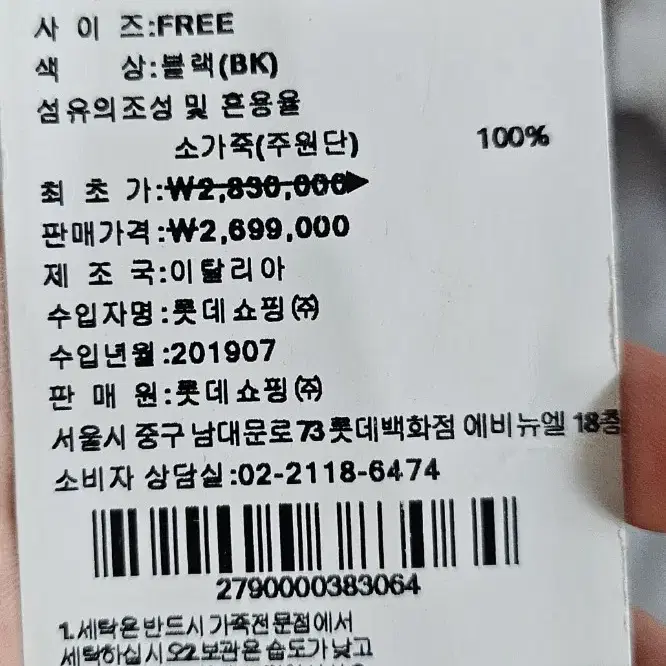 사 이 즈:FREE
색 상:블랙(BK)
섬유의조성 및 혼용율
소가죽(주원단) 100%
최 초 가:₩2,830,000
판매가격:₩2,699,000
제 조 국:이탈리아
수입자명:롯데쇼핑㈜
수입년월:201907
판 매 원:롯데쇼핑㈜
서울시 중구 남대문로 73 롯데백화점 에비뉴엘 18층
소비자 상담실:02-2118-6474
2790000383064
1.세탁은 반드시 가죽전문점에서
세탁하십시오2.보관은 습도가 낮고